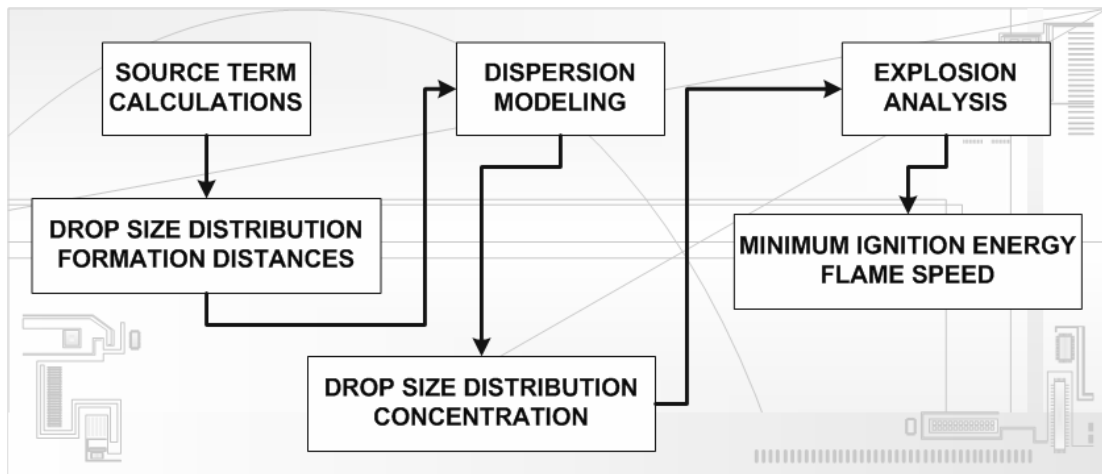 SOURCE TERM
CALCULATIONS
DROP SIZE DISTRIBUTION
FORMATION DISTANCES
DISPERSION
MODELING
DROP SIZE DISTRIBUTION
CONCENTRATION
EXPLOSION
ANALYSIS
MINIMUM IGNITION ENERGY
FLAME SPEED